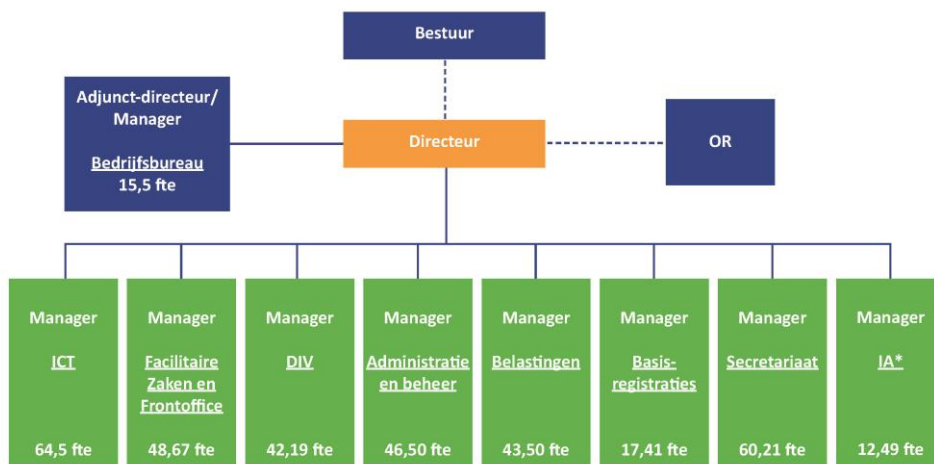 Bestuur
Adjunct-directeur/
Manager
Bedrijfsbureau
15,5 fte
Directeur
OR
Manager
ICT
64,5 fte
Manager
Facilitaire
Zaken en
Frontoffice
48,67 fte
Manager
DIV
42,19 fte
Manager
Administratie
en beheer
46,50 fte
Manager
Belastingen
43,50 fte
Manager
Basis-
registraties
17,41 fte
Manager
Secretariaat
60,21 fte
Manager
IA*
12,49 fte